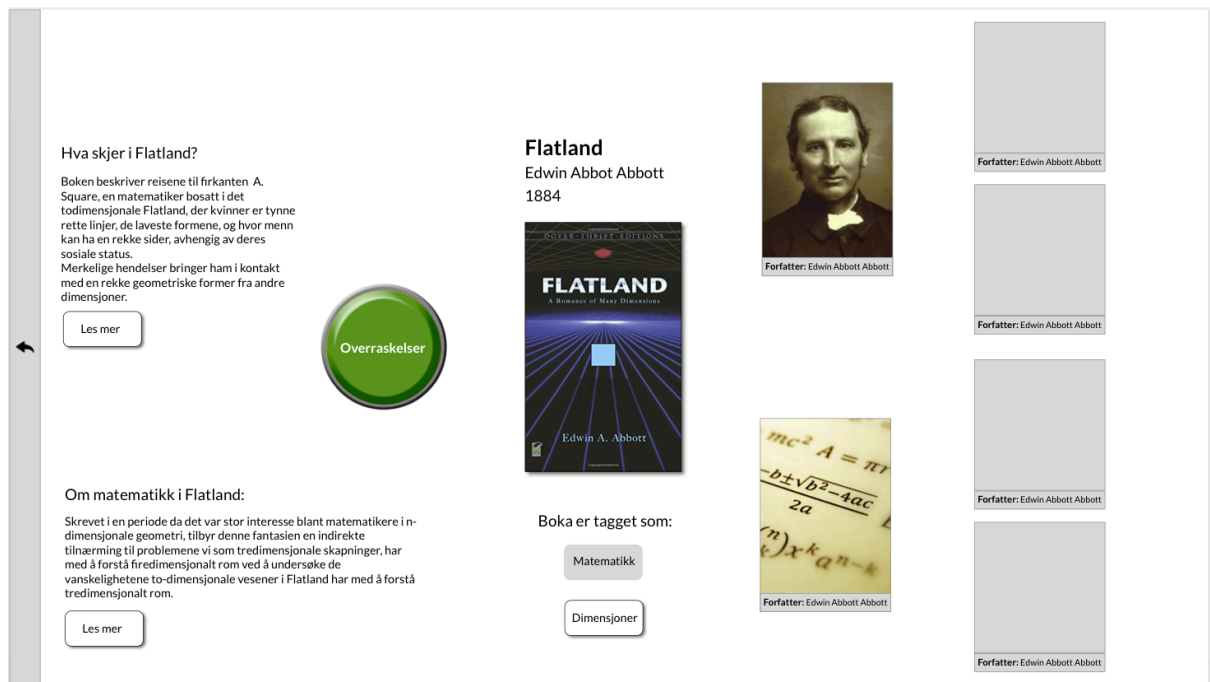 Hva skjer i Flatland?
Boken beskriver reisene til firkanten A.
Square, en matematiker bosatt i det
todimensjonale Flatland, der kvinner er tynne
rette linjer, de laveste formene, og hvor menn
kan ha en rekke sider, avhengig av deres
sosiale status.
Merkelige hendelser bringer ham i kontakt
med en rekke geometriske former fra andre
dimensjoner.
Les mer
Overraskelser
Om matematikk i Flatland:
Skrevet i en periode da det var stor interesse blant matematikere i n-
dimensjonale geometri, tilbyr denne fantasien en indirekte
tilnærming til problemene vi som tredimensjonale skapninger, har
med å forstå firedimensjonalt rom ved å undersøke de
vanskelighetene to-dimensjonale vesener i Flatland har med å forstå
tredimensjonalt rom.
Les mer
Flatland
Edwin Abbot Abbott
1884
DOVER · THRIFT · EDITIONS
FLATLAND
A Romance of Many Dimensions
Edwin A. Abbott
Boka er tagget som:
Matematikk
Dimensjoner
Forfatter: Edwin Abbott Abbott
mc² A = πr
-b±√b²-4ac
2a
x^k a^n-k
Forfatter: Edwin Abbott Abbott
Forfatter: Edwin Abbott Abbott
Forfatter: Edwin Abbott Abbott
Forfatter: Edwin Abbott Abbott
Forfatter: Edwin Abbott Abbott